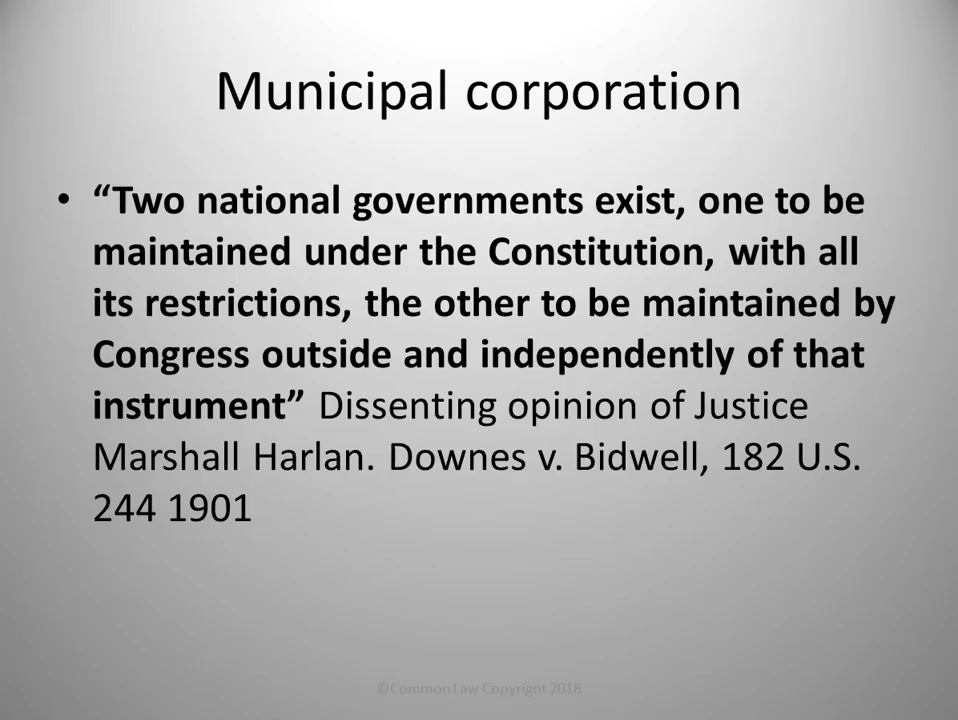 Municipal corporation
• “Two national governments exist, one to be
maintained under the Constitution, with all
its restrictions, the other to be maintained by
Congress outside and independently of that
instrument” Dissenting opinion of Justice
Marshall Harlan. Downes v. Bidwell, 182 U.S.
244 1901
©Common Law Copyright 2018